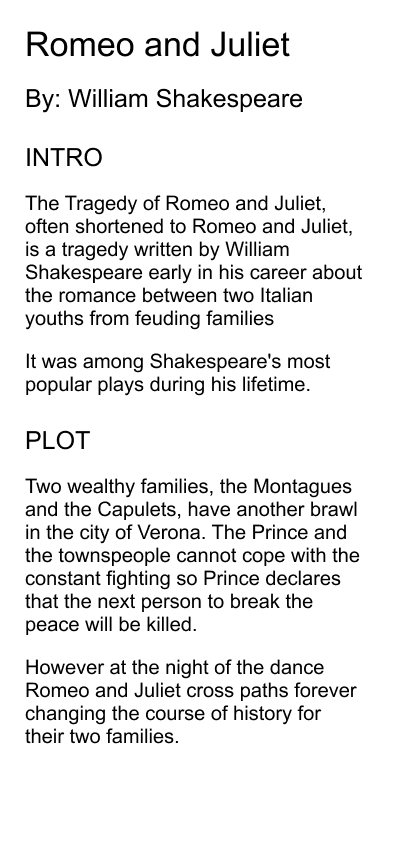 Romeo and Juliet
By: William Shakespeare
INTRO
The Tragedy of Romeo and Juliet,
often shortened to Romeo and Juliet,
is a tragedy written by William
Shakespeare early in his career about
the romance between two Italian
youths from feuding families
It was among Shakespeare's most
popular plays during his lifetime.
PLOT
Two wealthy families, the Montagues
and the Capulets, have another brawl
in the city of Verona. The Prince and
the townspeople cannot cope with the
constant fighting so Prince declares
that the next person to break the
peace will be killed.
However at the night of the dance
Romeo and Juliet cross paths forever
changing the course of history for
their two families.